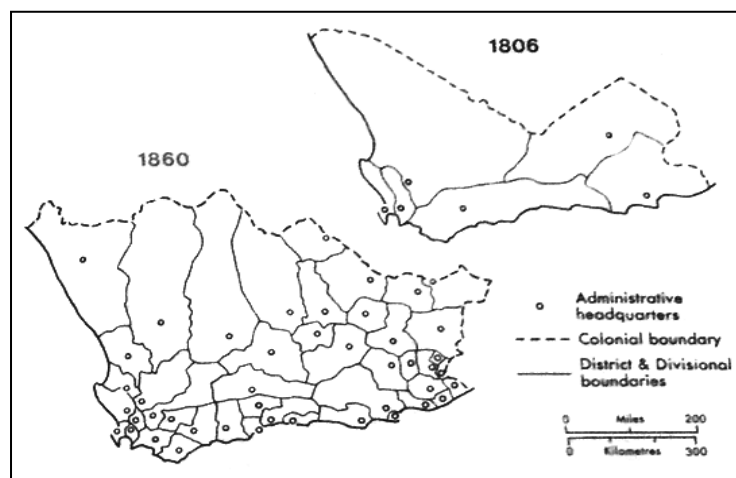 1806
1860
Administrative
headquarters
Colonial boundary
District & Divisional
boundaries
0 Miles 200
0 Kilometres 300